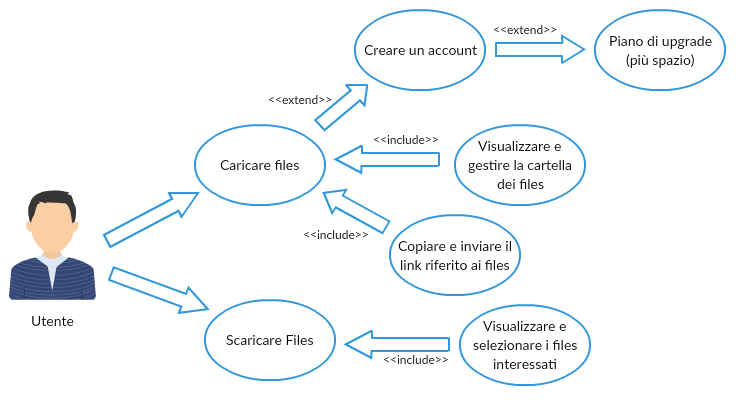 <<extend>>
Creare un account
Piano di upgrade
(più spazio)
<<extend>>
<<include>>
Caricare files
Visualizzare e
gestire la cartella
dei files
<<include>>
Copiare e inviare il
link riferito ai files
Utente
Scaricare Files
Visualizzare e
selezionare i files
interessati
<<include>>